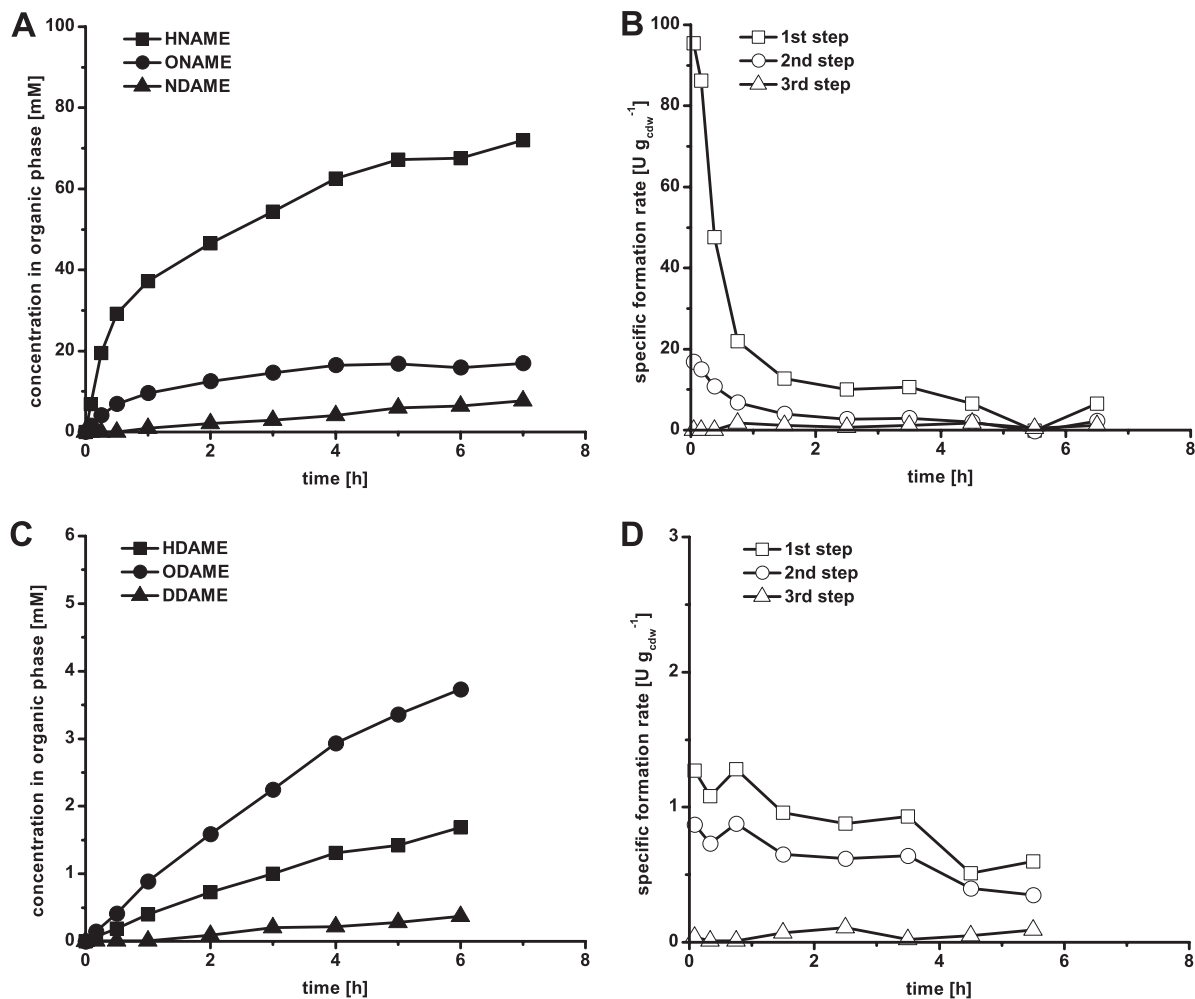 A
100
80
60
40
20
0
0 2 4 6 8
concentration in organic phase [mM]
time [h]
HNAME
ONAME
NDAME
B
100
80
60
40
20
0
0 2 4 6 8
specific formation rate [U g_cdw^-1]
time [h]
1st step
2nd step
3rd step
C
6
5
4
3
2
1
0
0 2 4 6 8
concentration in organic phase [mM]
time [h]
HDAME
ODAME
DDAME
D
3
2
1
0
0 2 4 6 8
specific formation rate [U g_cdw^-1]
time [h]
1st step
2nd step
3rd step